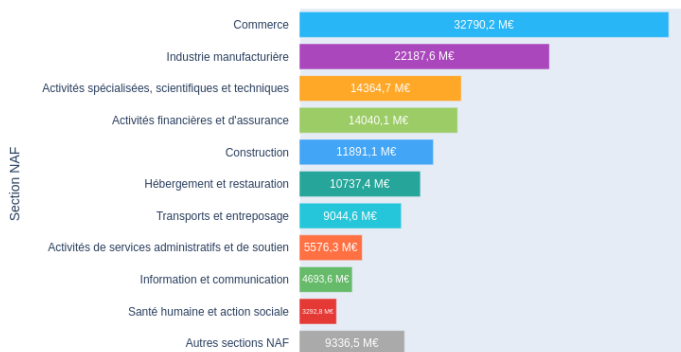 Section NAF
Commerce 32790,2 M€
Industrie manufacturière 22187,6 M€
Activités spécialisées, scientifiques et techniques 14364,7 M€
Activités financières et d'assurance 14040,1 M€
Construction 11891,1 M€
Hébergement et restauration 10737,4 M€
Transports et entreposage 9044,6 M€
Activités de services administratifs et de soutien 5576,3 M€
Information et communication 4693,6 M€
Santé humaine et action sociale 3292,8 M€
Autres sections NAF 9336,5 M€